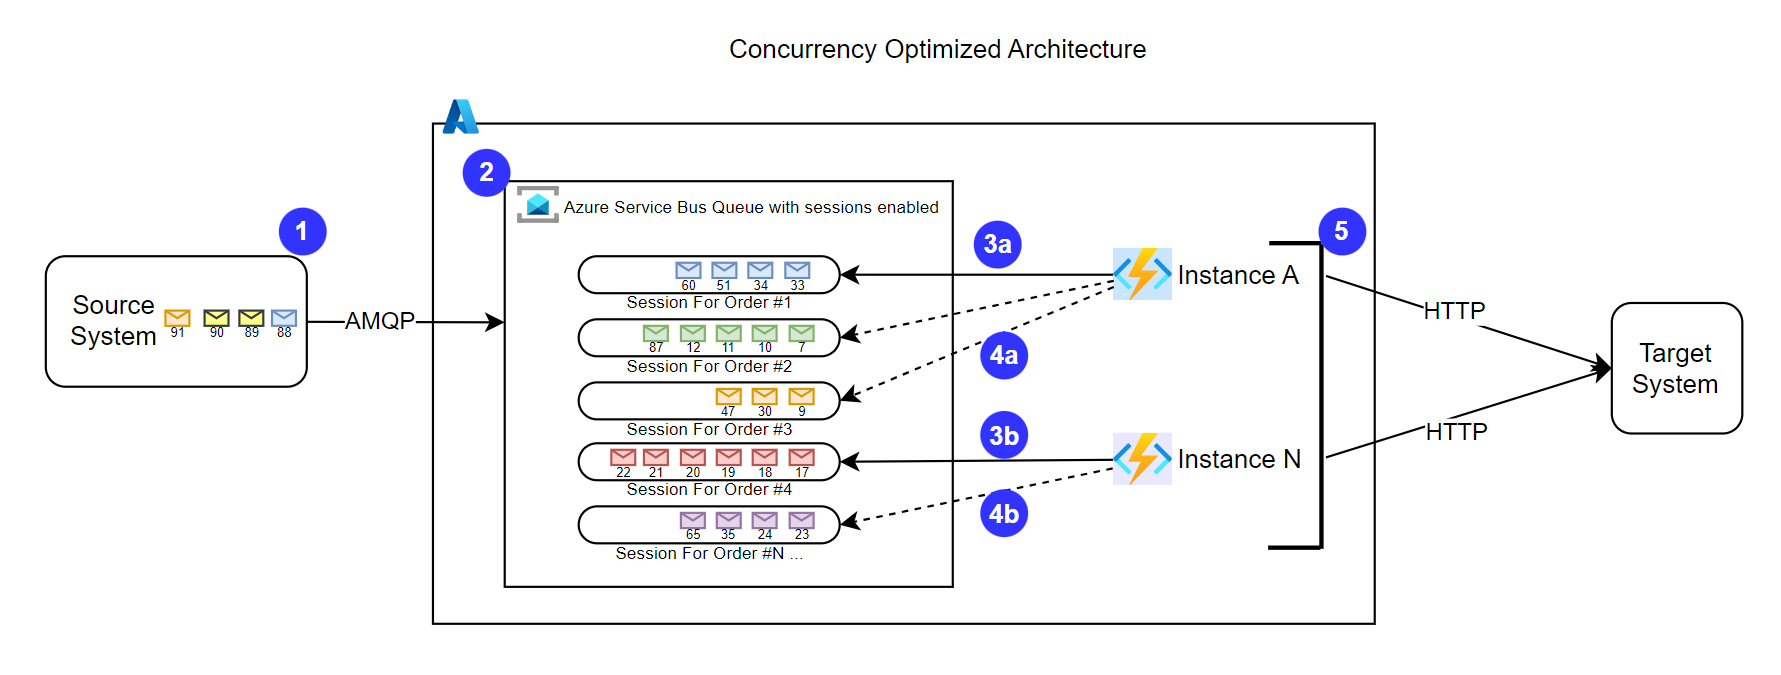 Concurrency Optimized Architecture
1
2
Azure Service Bus Queue with sessions enabled
Source
System
91 90 89 88
AMQP
60 51 34 33
Session For Order #1
87 12 11 10 7
Session For Order #2
47 30 9
Session For Order #3
22 21 20 19 18 17
Session For Order #4
65 35 24 23
Session For Order #N ...
3a
4a
3b
4b
Instance A
Instance N
5
HTTP
HTTP
Target
System